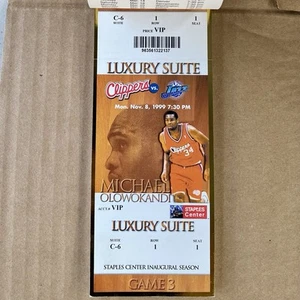 C-6 1 1
SUITE ROW SEAT
PRICE VIP
LUXURY SUITE
Clippers vs. Jazz
Mon. Nov. 8, 1999 7:30 PM
34
MICHAEL
OLOWOKANDI
VIP
STAPLES
Center
LUXURY SUITE
SUITE ROW SEAT
C-6 1 1
STAPLES CENTER INAUGURAL SEASON
GAME 3